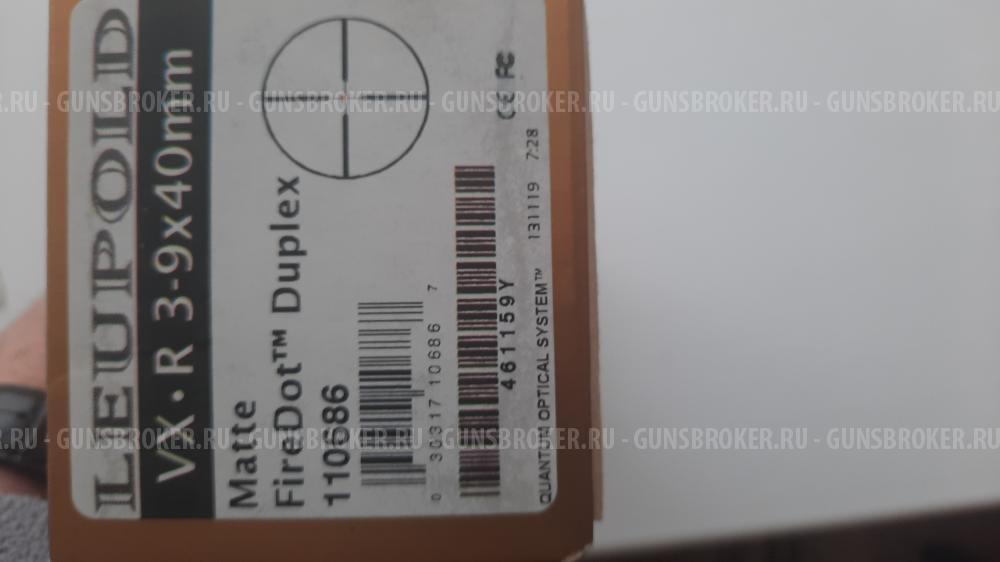 LEUPOLD
VX·R 3-9x40mm
Matte
FireDot™ Duplex
110686
0 30317 10686 7
461159Y
QUANTUM OPTICAL SYSTEM™ 131119 7:28
CE FC
.RU - GUNSBROKER.RU - GUNSBROKER.RU - GUNSBROKER.RU - GUNSBROKER.RU - GUNSBROKER.RU
.RU - GUNSBROKER.RU - GUNSBROKER.RU - GUNSBROKER.RU - GUNSBROKER.RU - GUNSBROKER.RU